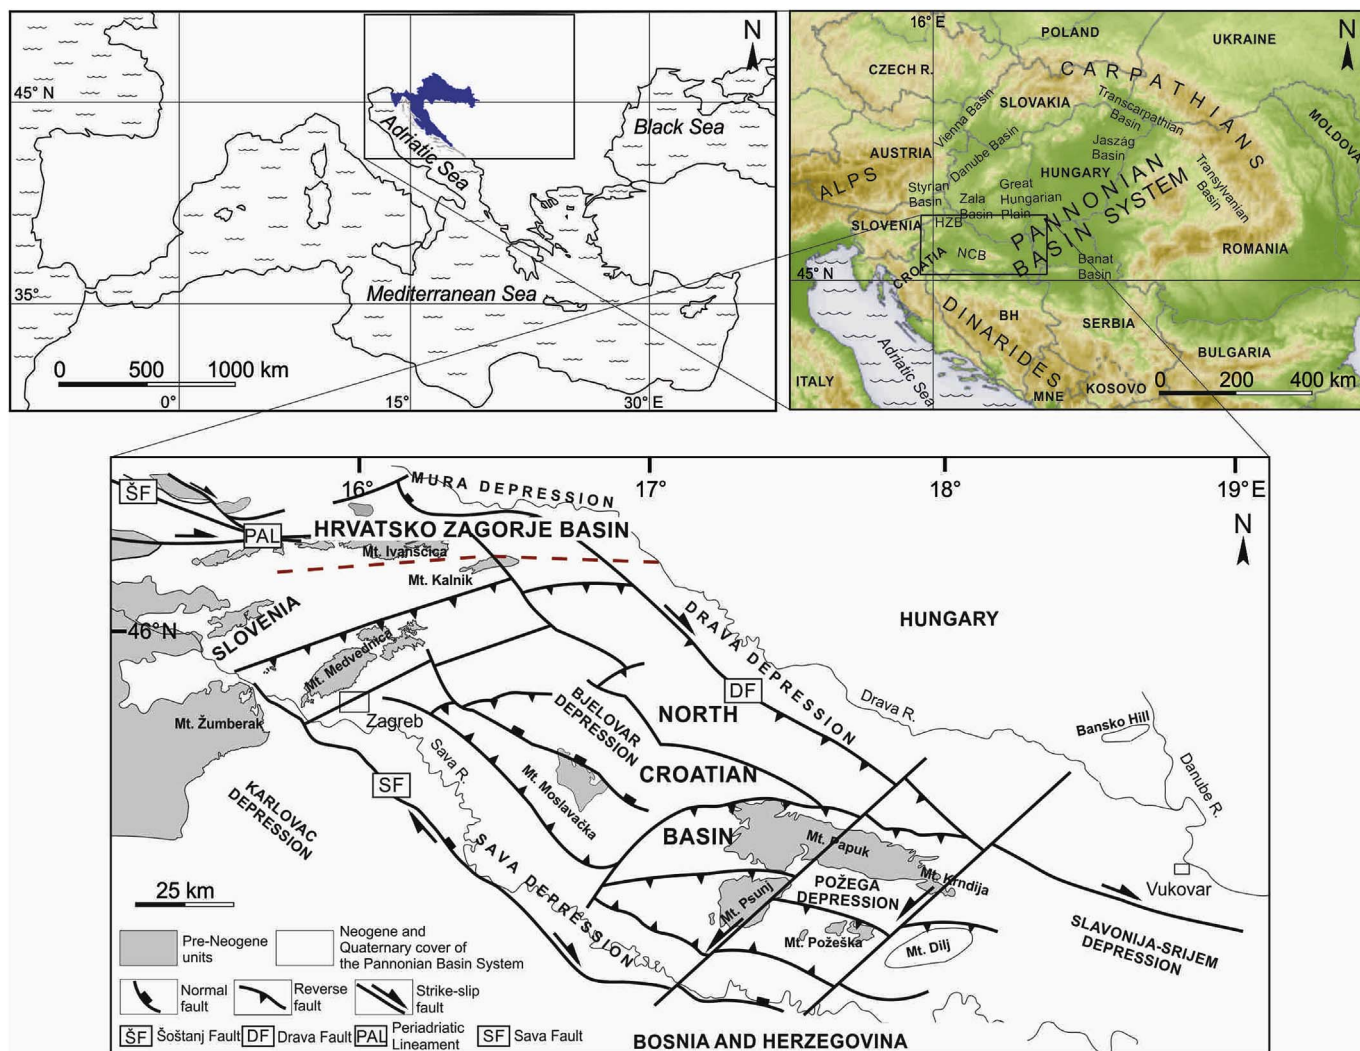 N
45° N
Adriatic Sea
Black Sea
35°
Mediterranean Sea
0 500 1000 km
0° 15° 30° E
16° E
N
POLAND
UKRAINE
CZECH R.
CARPATHIANS
SLOVAKIA
Transcarpathian
Basin
MOLDOVA
Vienna Basin
Danube Basin
Jaszág
Basin
AUSTRIA
HUNGARY
ALPS
Styrian
Basin
Zala
Basin
Great
Hungarian
Plain
PANNONIAN
BASIN SYSTEM
Transylvanian
Basin
HZB
SLOVENIA
ROMANIA
CROATIA
NCB
Banat
Basin
45° N
DINARIDES
BH
SERBIA
Adriatic Sea
BULGARIA
ITALY
KOSOVO
MNE
0 200 400 km
16° 17° 18° 19° E
ŠF
MURA DEPRESSION
N
PAL
HRVATSKO ZAGORJE BASIN
Mt. Ivanščica
Mt. Kalnik
SLOVENIA
46°N
HUNGARY
DRAVA DEPRESSION
Mt. Medvednica
DF
Drava R.
Mt. Žumberak
Zagreb
BJELOVAR
DEPRESSION
NORTH
CROATIAN
BASIN
Bansko Hill
Danube R.
Sava R.
SF
Mt. Moslavačka
KARLOVAC
DEPRESSION
SAVA DEPRESSION
Mt. Papuk
Mt. Krndija
Mt. Psunj
POŽEGA
DEPRESSION
Vukovar
25 km
Mt. Požeška
Mt. Dilj
SLAVONIJA-SRIJEM
DEPRESSION
Pre-Neogene
units
Neogene and
Quaternary cover of
the Pannonian Basin System
Normal
fault
Reverse
fault
Strike-slip
fault
ŠF Šoštanj Fault
DF Drava Fault
PAL Periadriatic
Lineament
SF Sava Fault
BOSNIA AND HERZEGOVINA